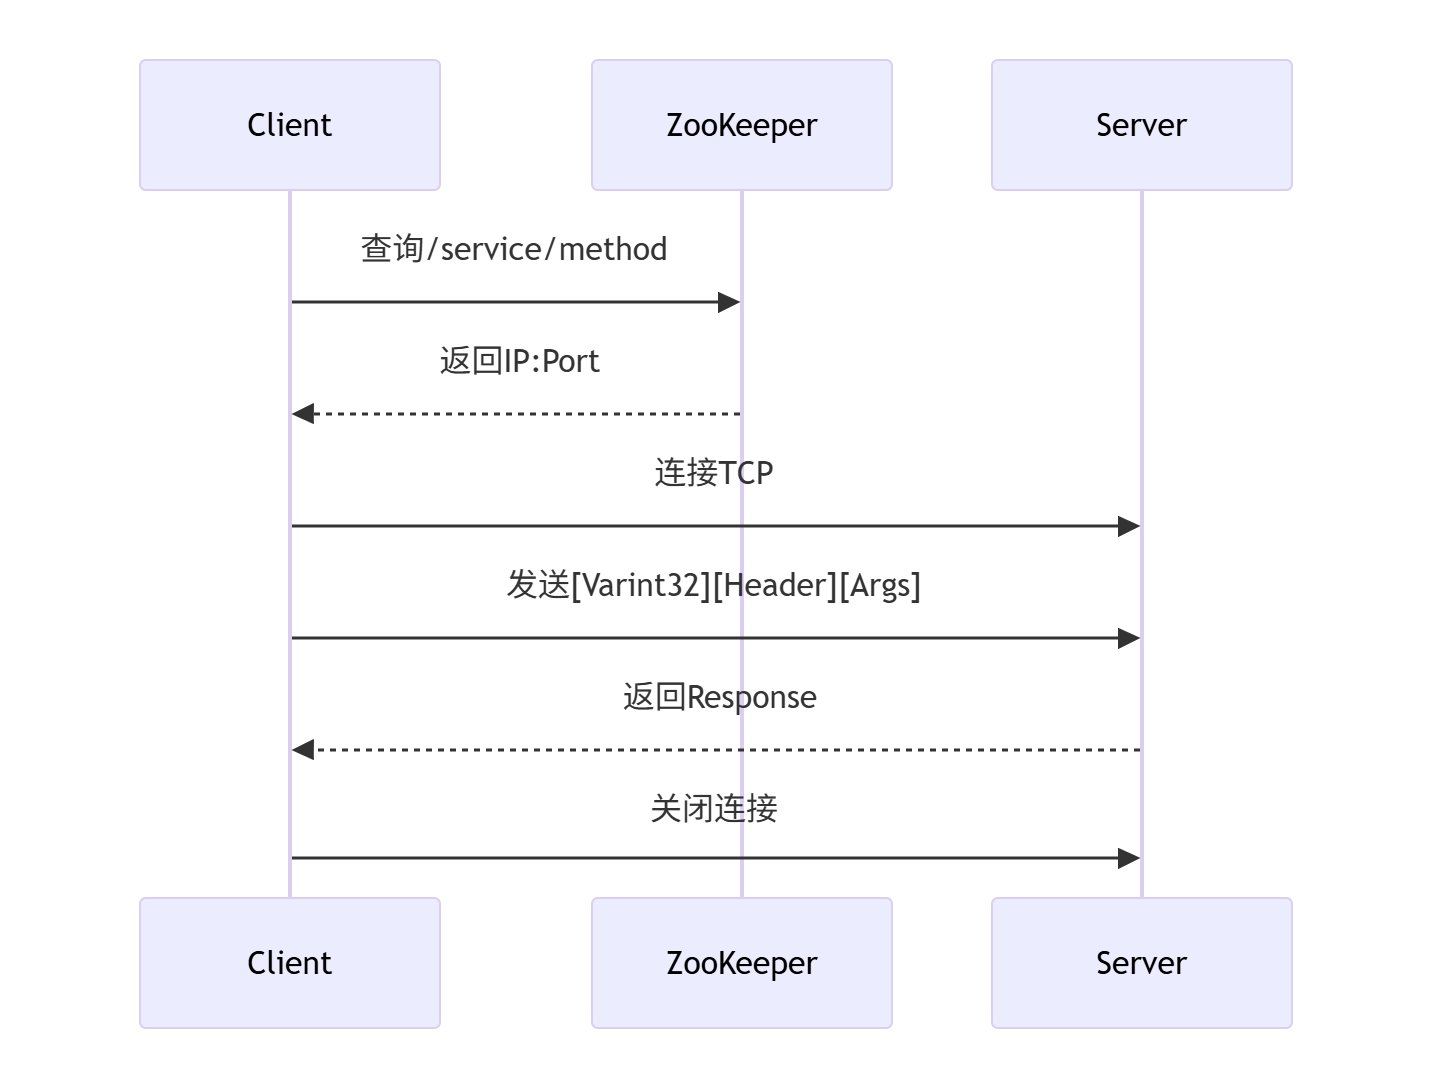 Client
ZooKeeper
Server
查询/service/method
返回IP:Port
连接TCP
发送[Varint32][Header][Args]
返回Response
关闭连接
Client
ZooKeeper
Server